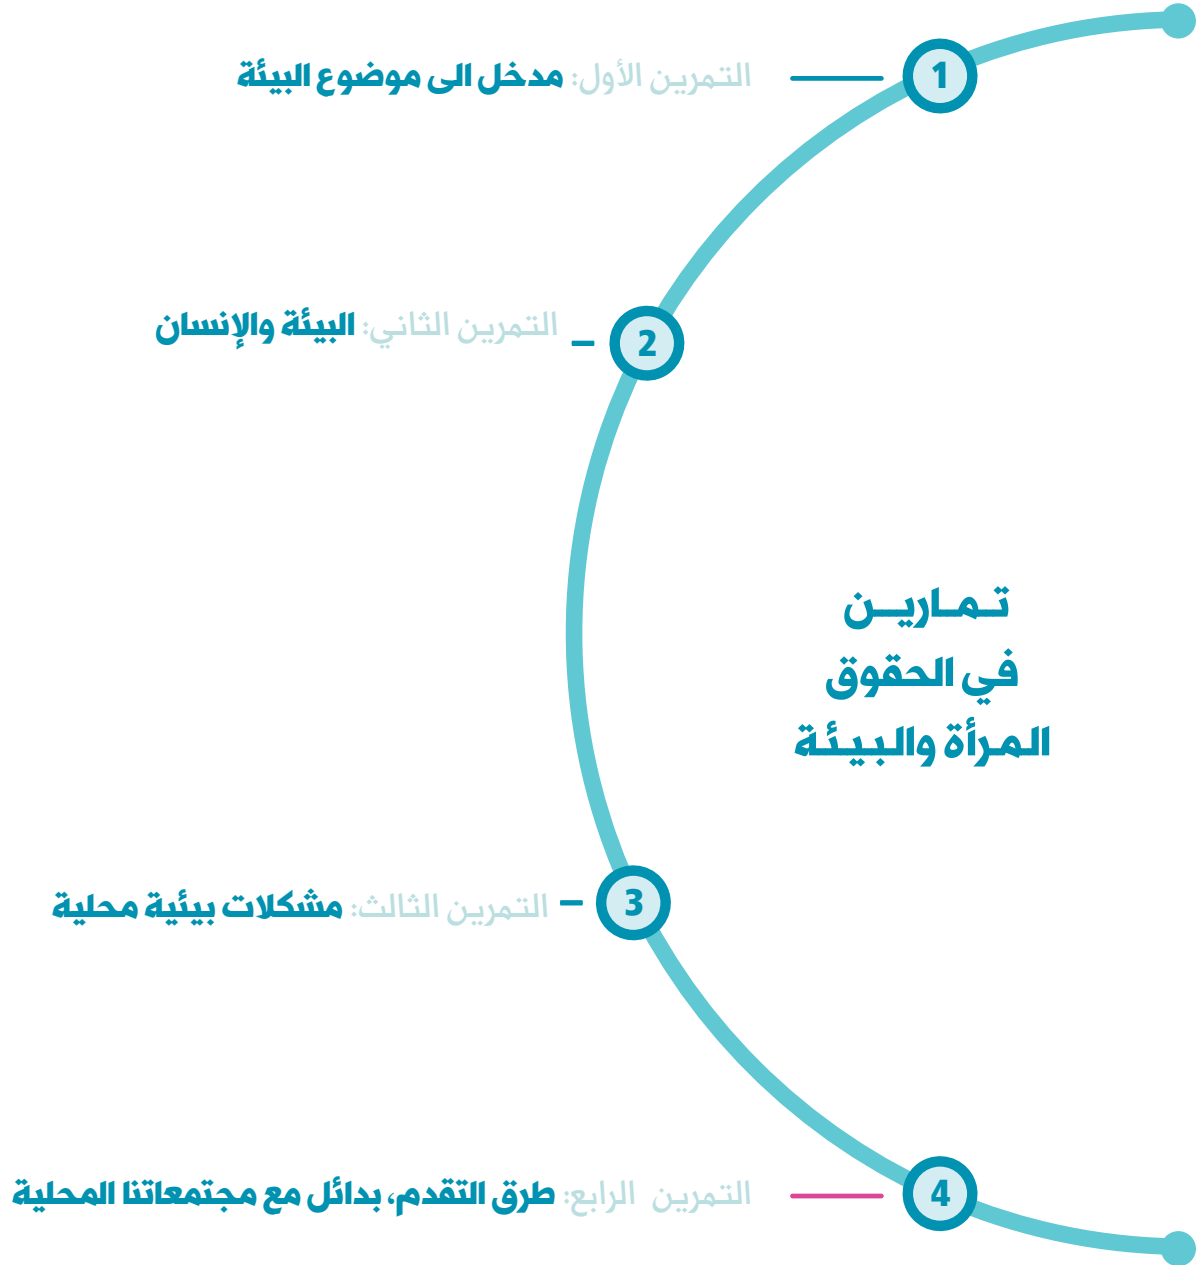 1
التمرين الأول: مدخل الى موضوع البيئة
2
التمرين الثاني: البيئة والإنسان
تمارين
في الحقوق
المرأة والبيئة
3
التمرين الثالث: مشكلات بيئية محلية
4
التمرين الرابع: طرق التقدم، بدائل مع مجتمعاتنا المحلية